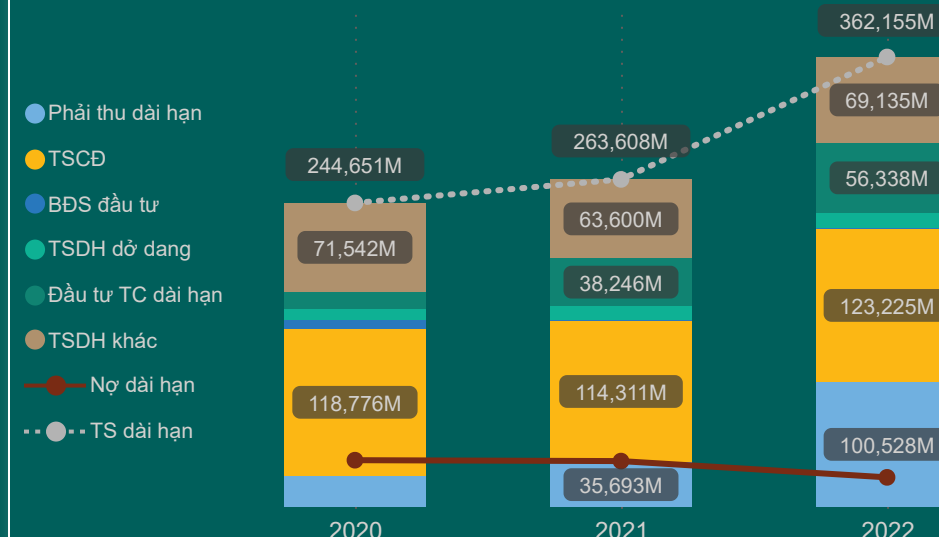 Phải thu dài hạn
TSCĐ
BĐS đầu tư
TSDH dở dang
Đầu tư TC dài hạn
TSDH khác
Nợ dài hạn
TS dài hạn
244,651M
71,542M
118,776M
2020
263,608M
63,600M
38,246M
114,311M
35,693M
2021
362,155M
69,135M
56,338M
123,225M
100,528M
2022